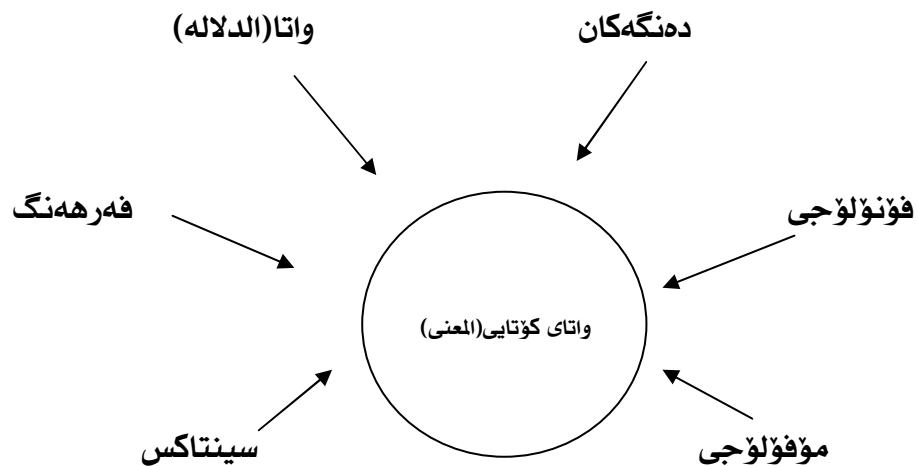 دەنگەکان
واتا(الدلاله)
فۆنۆلۆجی
فەرهەنگ
واتای کۆتایی(المعنی)
مۆفۆلۆجی
سینتاکس